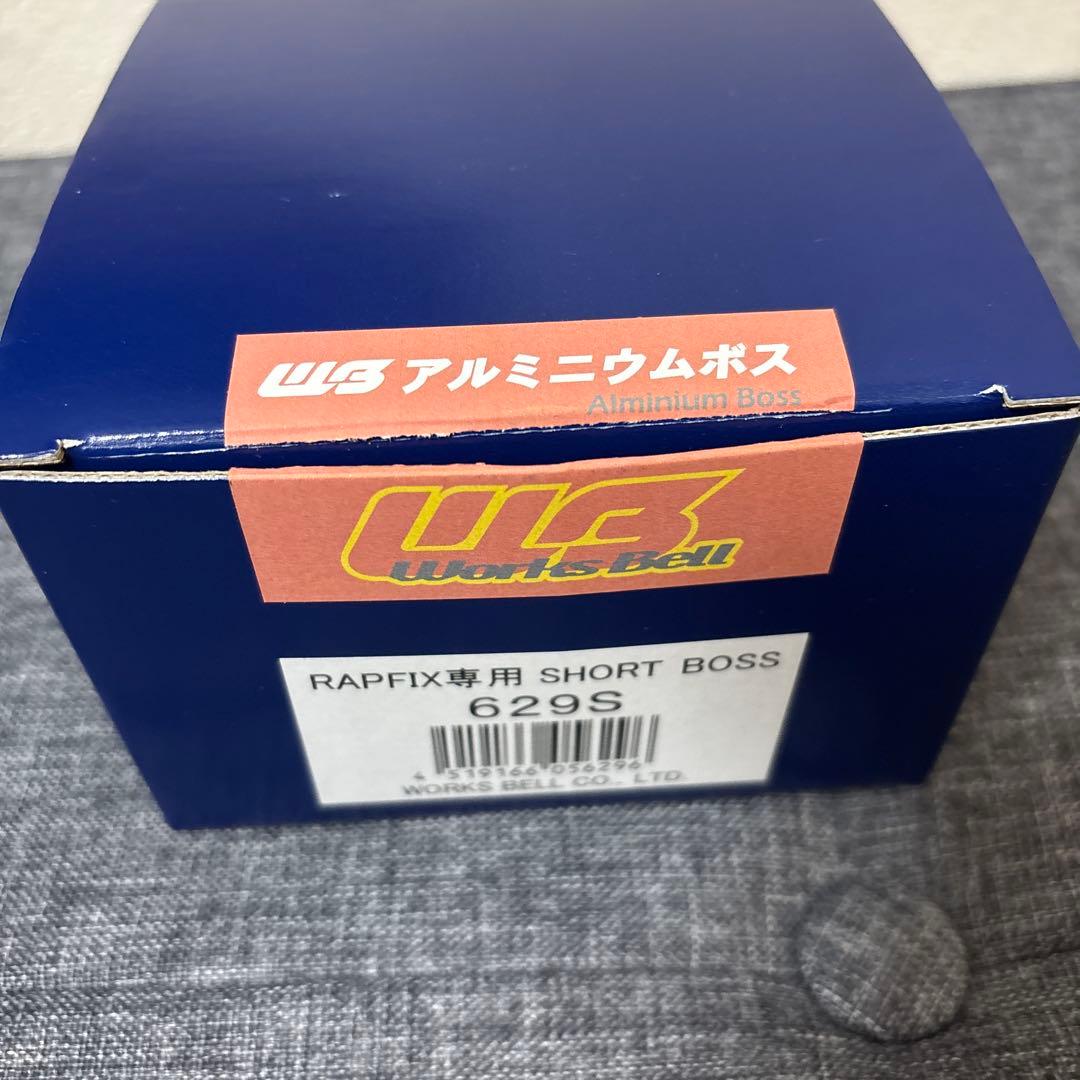 WB アルミニウムボス
Alminium Boss
WB
Works Bell
RAPFIX専用 SHORT BOSS
629S
4 519166 056296
WORKS BELL CO., LTD.